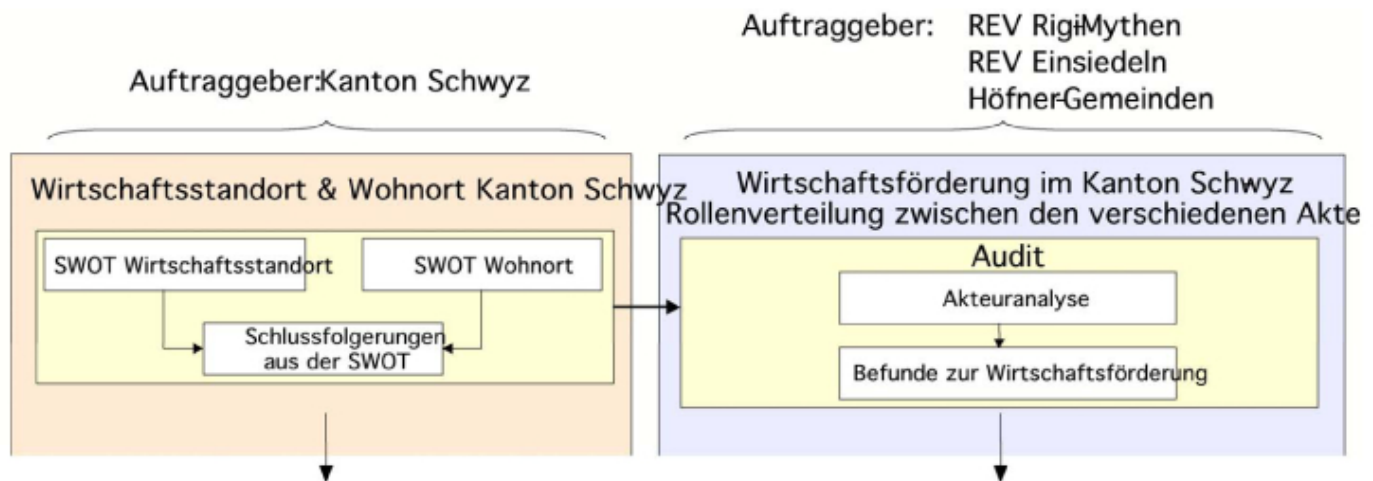 Auftraggeber:Kanton Schwyz
Wirtschaftsstandort & Wohnort Kanton Schwyz
SWOT Wirtschaftsstandort
SWOT Wohnort
Schlussfolgerungen
aus der SWOT
Auftraggeber: REV Rigi-Mythen
REV Einsiedeln
Höfner-Gemeinden
Wirtschaftsförderung im Kanton Schwyz
Rollenverteilung zwischen den verschiedenen Akte
Audit
Akteuranalyse
Befunde zur Wirtschaftsförderung